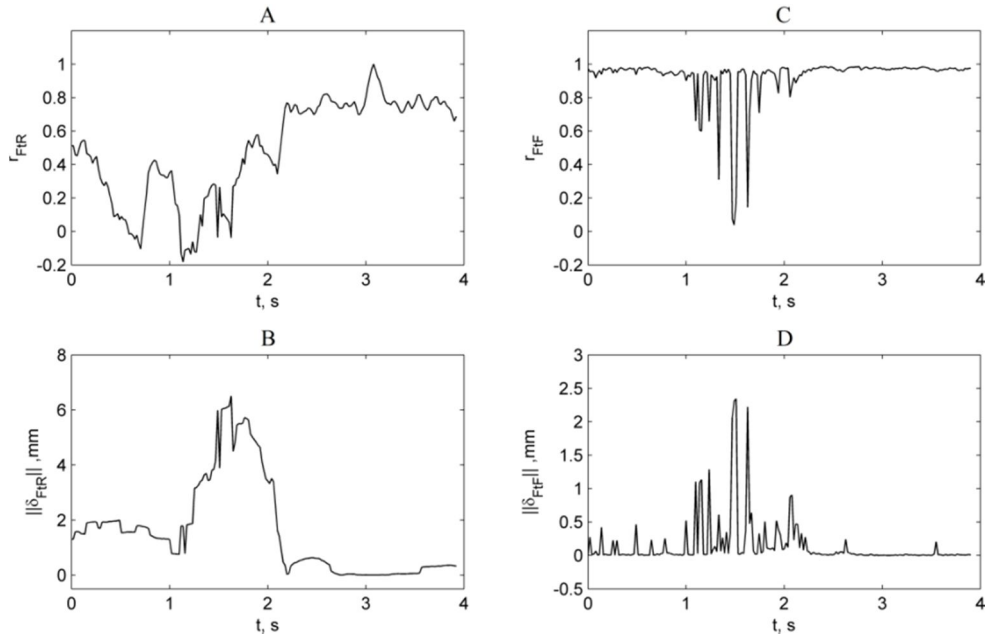 A
1
0.8
0.6
0.4
0.2
0
-0.2
r_FtR
0 1 2 3 4
t, s
C
1
0.8
0.6
0.4
0.2
0
-0.2
r_FtF
0 1 2 3 4
t, s
B
8
6
4
2
0
||δ_FtR|| ,mm
0 1 2 3 4
t, s
D
3
2.5
2
1.5
1
0.5
0
-0.5
||δ_FtF|| ,mm
0 1 2 3 4
t, s